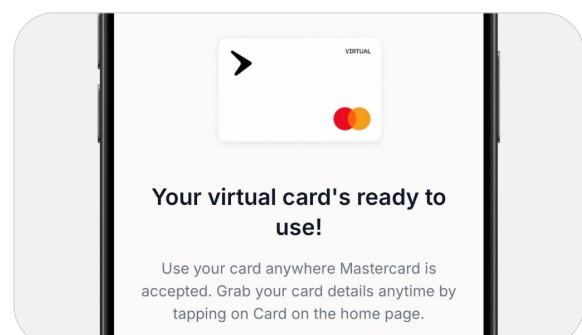 VIRTUAL
Your virtual card's ready to
use!
Use your card anywhere Mastercard is
accepted. Grab your card details anytime by
tapping on Card on the home page.